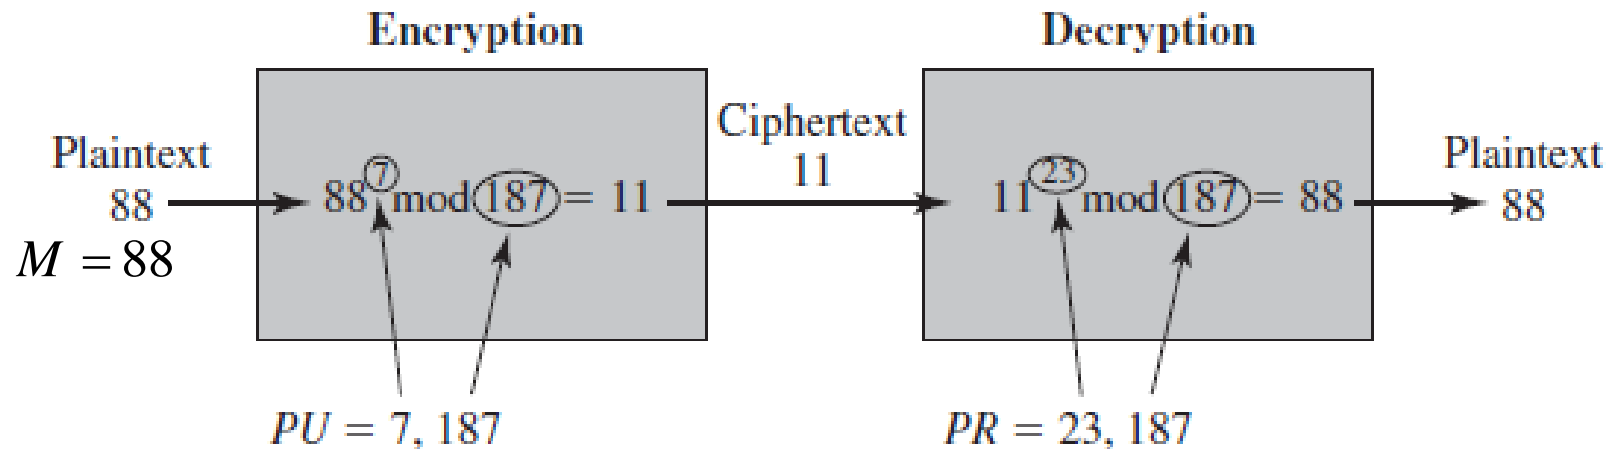 Encryption
Decryption
Plaintext
88
M = 88
88⁷ mod 187 = 11
Ciphertext
11
11²³ mod 187 = 88
Plaintext
88
PU = 7, 187
PR = 23, 187